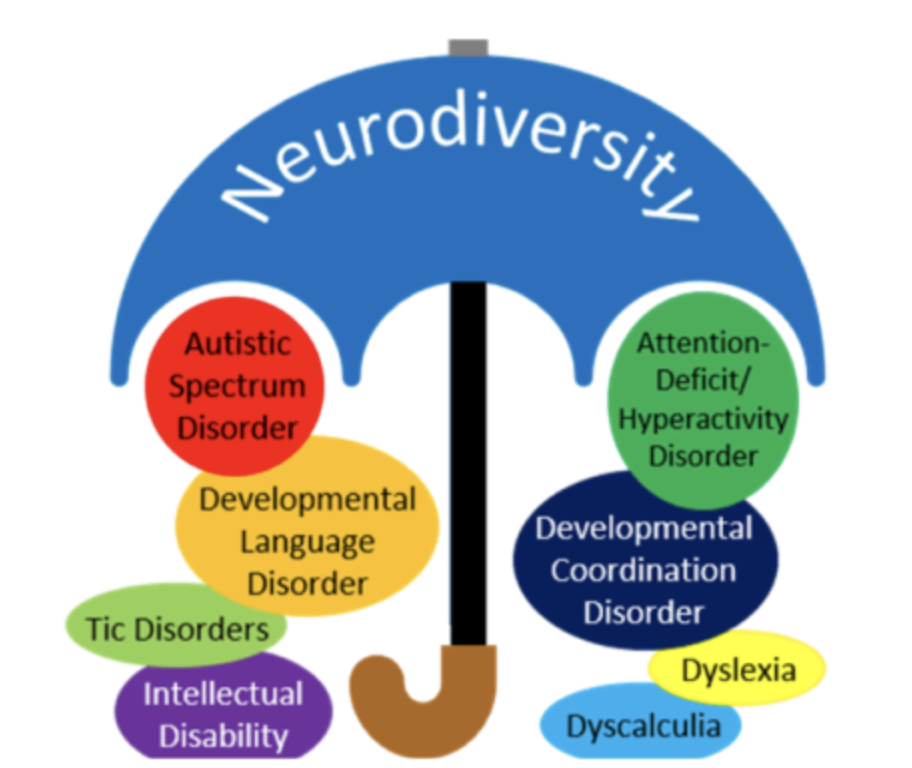 Neurodiversity
Autistic
Spectrum
Disorder
Developmental
Language
Disorder
Tic Disorders
Intellectual
Disability
Attention-
Deficit/
Hyperactivity
Disorder
Developmental
Coordination
Disorder
Dyslexia
Dyscalculia